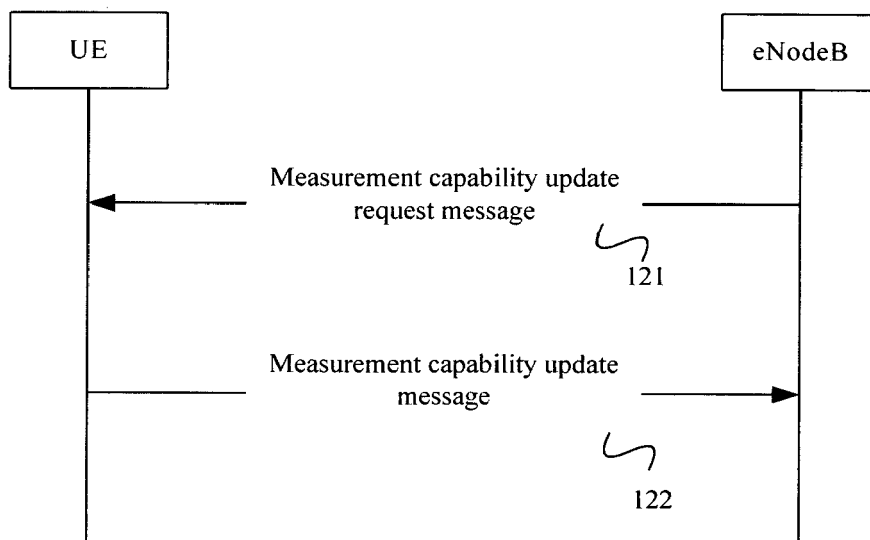 UE
eNodeB
Measurement capability update
request message
121
Measurement capability update
message
122